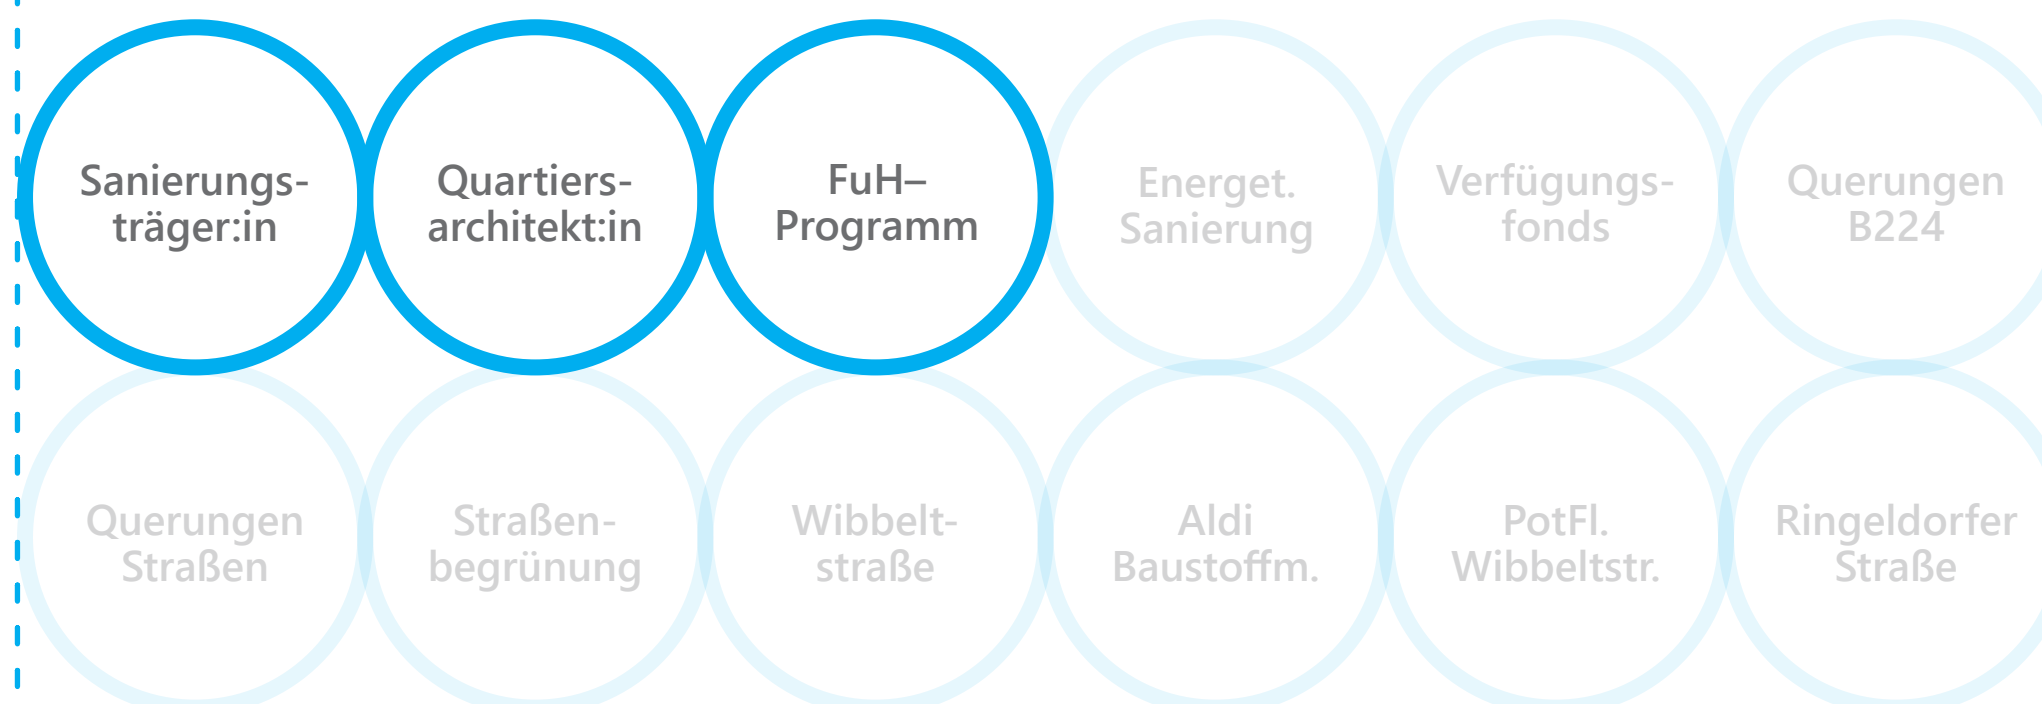 Sanierungs-
träger:in
Quartiers-
architekt:in
FuH–
Programm
Energet.
Sanierung
Verfügungs-
fonds
Querungen
B224
Querungen
Straßen
Straßen-
begrünung
Wibbelt-
straße
Aldi
Baustoffm.
PotFl.
Wibbeltstr.
Ringeldorfer
Straße